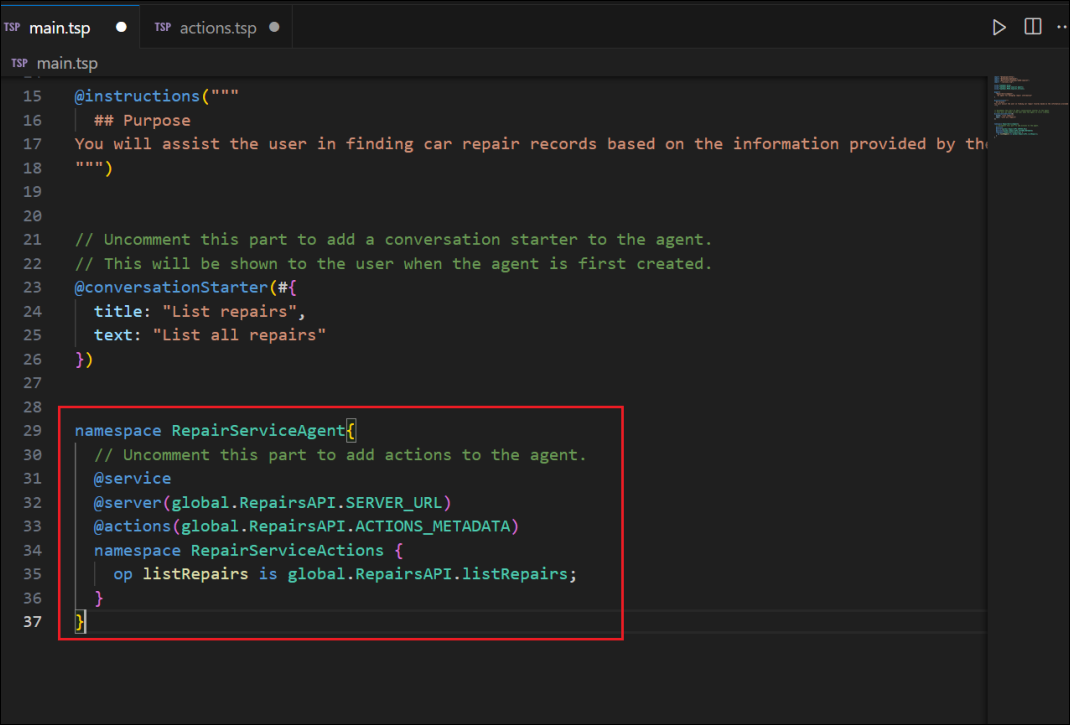 TSP main.tsp ● TSP actions.tsp ●
TSP main.tsp
15 @instructions("""
16 ## Purpose
17 You will assist the user in finding car repair records based on the information provided by the
18 """)
19
20
21 // Uncomment this part to add a conversation starter to the agent.
22 // This will be shown to the user when the agent is first created.
23 @conversationStarter(#{
24 title: "List repairs",
25 text: "List all repairs"
26 })
27
28
29 namespace RepairServiceAgent{
30 // Uncomment this part to add actions to the agent.
31 @service
32 @server(global.RepairsAPI.SERVER_URL)
33 @actions(global.RepairsAPI.ACTIONS_METADATA)
34 namespace RepairServiceActions {
35 op listRepairs is global.RepairsAPI.listRepairs;
36 }
37 }